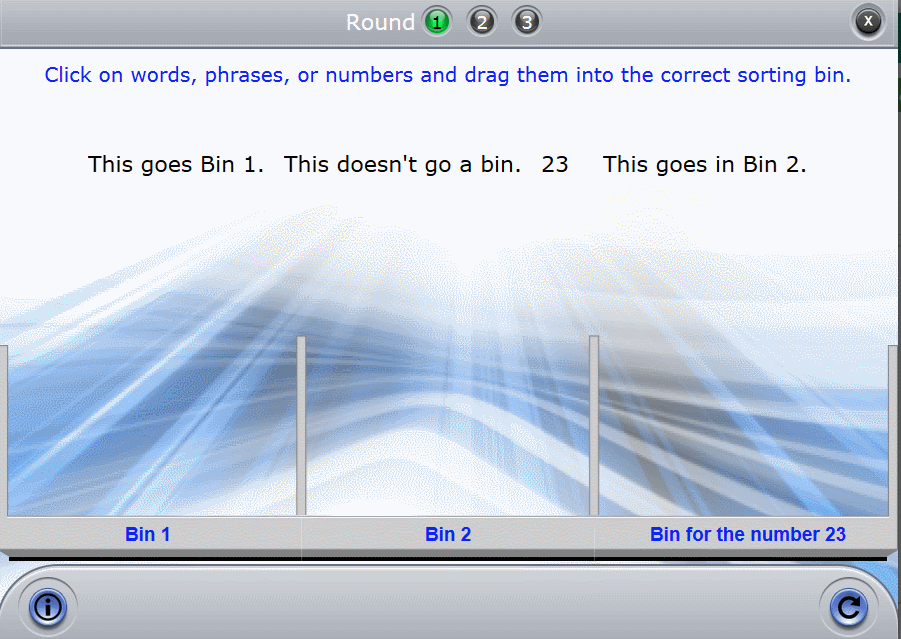 Round 1 2 3 X
Click on words, phrases, or numbers and drag them into the correct sorting bin.
This goes Bin 1. This doesn't go a bin. 23 This goes in Bin 2.
Bin 1 Bin 2 Bin for the number 23
i